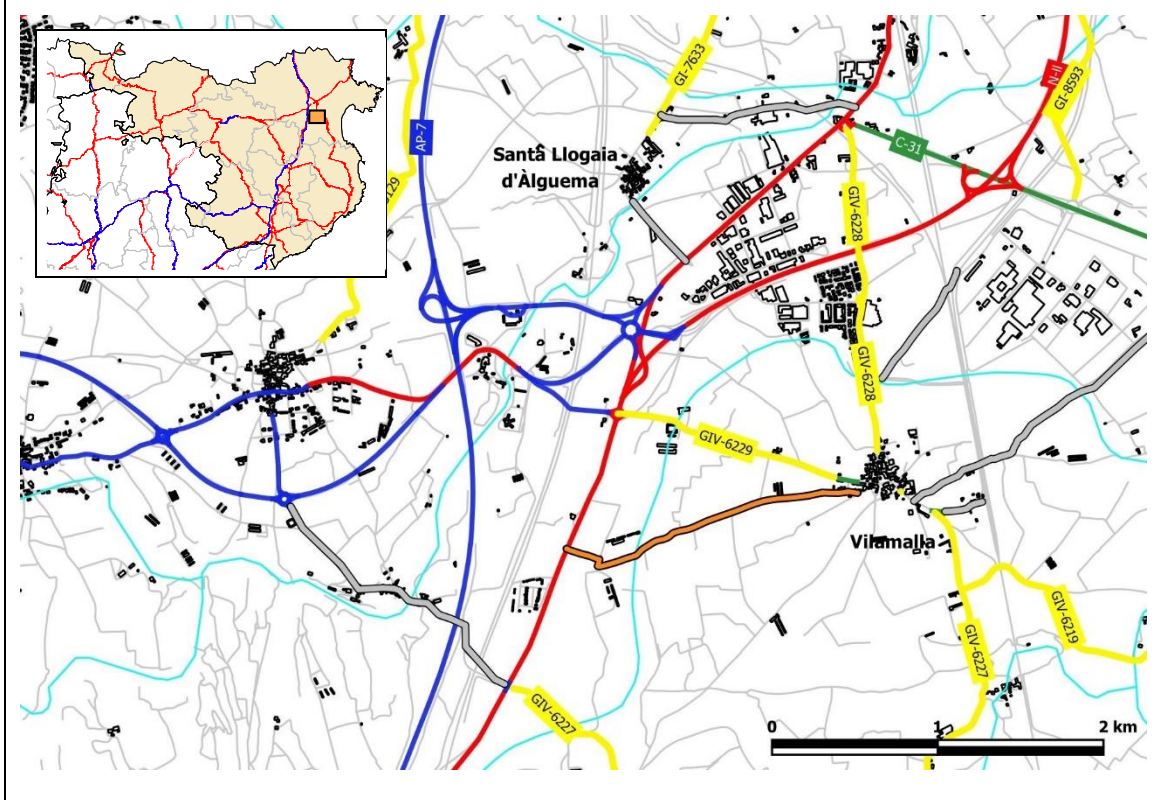 GI-7633
N-II
GI-8593
AP-7
C-31
Santa Llogaia
d'Àlguema
GIV-6228
GIV-6228
GIV-6229
Vilamalla
GIV-6219
GIV-6227
GIV-6227
0
1
2 km